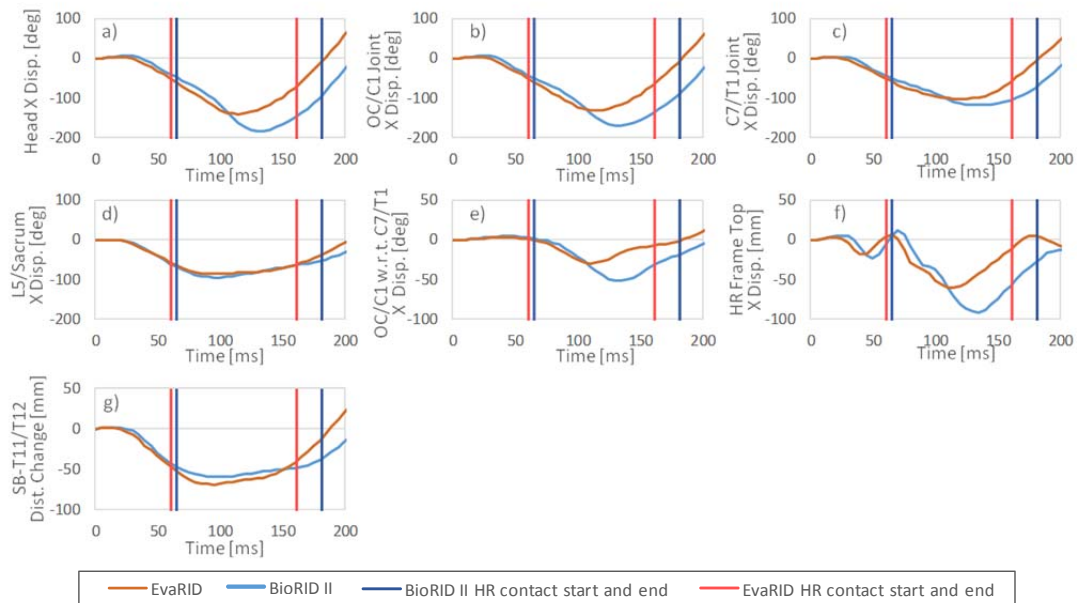 a)
Head X Disp. [deg]
100
0
-100
-200
0 50 100 150 200
Time [ms]
b)
OC/C1 Joint
X Disp. [deg]
100
0
-100
-200
0 50 100 150 200
Time [ms]
c)
C7/T1 Joint
X Disp. [deg]
100
0
-100
-200
0 50 100 150 200
Time [ms]
d)
L5/Sacrum
X Disp. [deg]
100
0
-100
-200
0 50 100 150 200
Time [ms]
e)
OC/C1 w.r.t. C7/T1
X Disp. [deg]
50
0
-50
-100
0 50 100 150 200
Time [ms]
f)
HR Frame Top
X Disp. [mm]
50
0
-50
-100
0 50 100 150 200
Time [ms]
g)
SB-T11/T12
Dist. Change [mm]
50
0
-50
-100
0 50 100 150 200
Time [ms]
EvaRID BioRID II BioRID II HR contact start and end EvaRID HR contact start and end